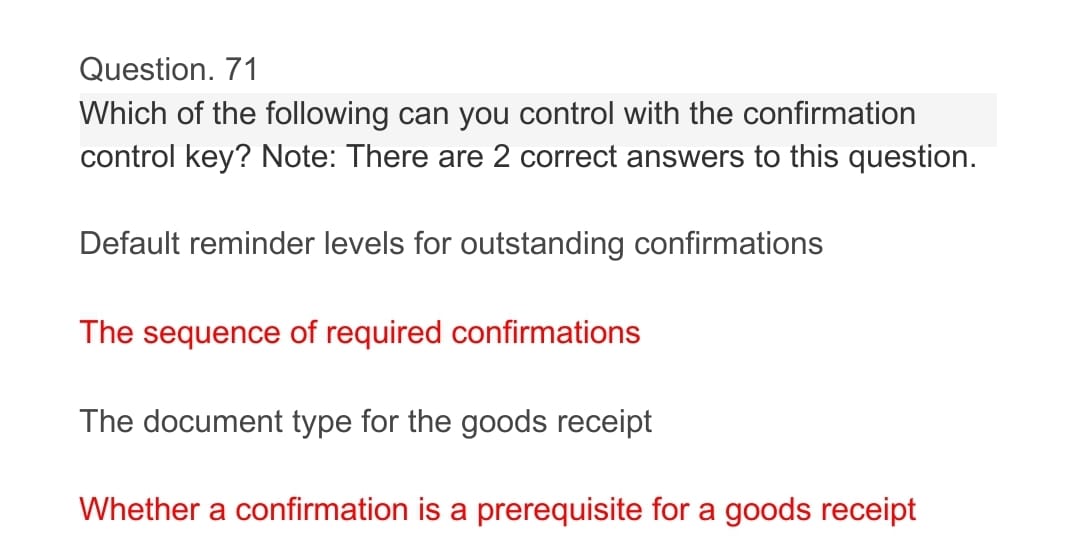 Question. 71
Which of the following can you control with the confirmation
control key? Note: There are 2 correct answers to this question.
Default reminder levels for outstanding confirmations
The sequence of required confirmations
The document type for the goods receipt
Whether a confirmation is a prerequisite for a goods receipt